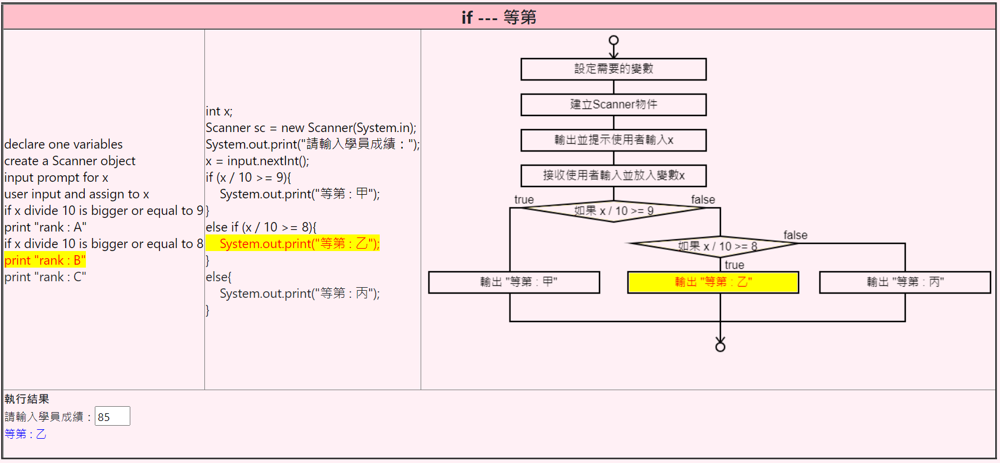 if --- 等第
declare one variables
create a Scanner object
input prompt for x
user input and assign to x
if x divide 10 is bigger or equal to 9
print "rank : A"
if x divide 10 is bigger or equal to 8
print "rank : B"
print "rank : C"
int x;
Scanner sc = new Scanner(System.in);
System.out.print("請輸入學員成績：");
x = input.nextInt();
if (x / 10 >= 9){
System.out.print("等第 : 甲");
}
else if (x / 10 >= 8){
System.out.print("等第 : 乙");
}
else{
System.out.print("等第 : 丙");
}
設定需要的變數
建立Scanner物件
輸出並提示使用者輸入x
接收使用者輸入並放入變數x
true
false
如果 x / 10 >= 9
false
如果 x / 10 >= 8
true
輸出 "等第 : 甲"
輸出 "等第 : 乙"
輸出 "等第 : 丙"
執行結果
請輸入學員成績：85
等第 : 乙